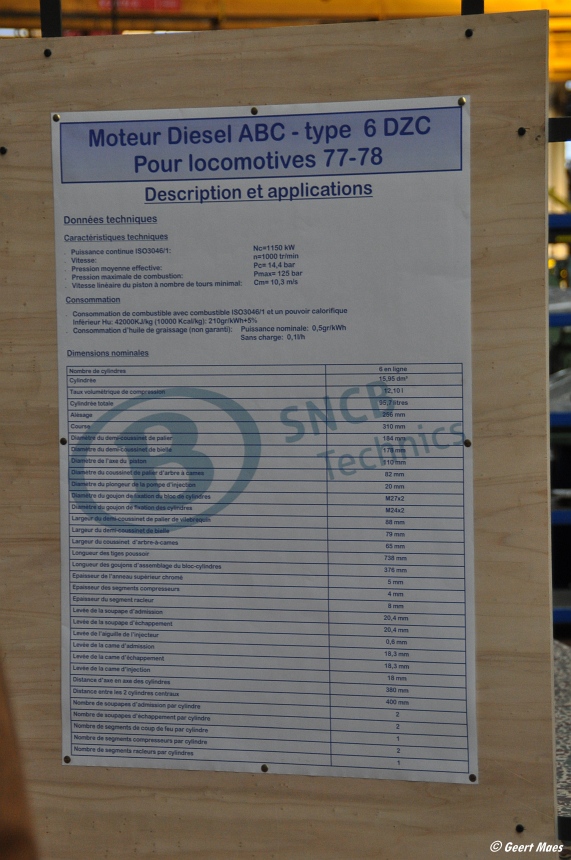 Moteur Diesel ABC - type 6 DZC
Pour locomotives 77-78
Description et applications
Données techniques
Caractéristiques techniques
Puissance continue ISO3046/1: Nc=1150 kW
Vitesse: n=1000 tr/min
Pression moyenne effective: Pc= 14,4 bar
Pression maximale de combustion: Pmax= 125 bar
Vitesse linéaire du piston à nombre de tours minimal: Cm= 10,3 m/s
Consommation
Consommation de combustible avec combustible ISO3046/1 et un pouvoir calorifique
Inférieur Hu: 42000KJ/kg (10000 Kcal/kg): 210gr/kWh+5%
Consommation d'huile de graissage (non garanti): Puissance nominale: 0,5gr/kWh
Sans charge: 0,1l/h
Dimensions nominales
Nombre de cylindres 6 en ligne
Cylindrée 15,95 dm³
Taux volumétrique de compression 12,10 l
Cylindrée totale 95,7 litres
Alésage 256 mm
Course 310 mm
Diamètre du demi-coussinet de palier 184 mm
Diamètre du demi-coussinet de bielle 178 mm
Diamètre de l'axe du piston 110 mm
Diamètre du coussinet de palier d'arbre à cames 82 mm
Diamètre du plongeur de la pompe d'injection 20 mm
Diamètre du goujon de fixation du bloc de cylindres M27x2
Diamètre du goujon de fixation des cylindres M24x2
Largeur du demi-coussinet de palier de vilebrequin 88 mm
Largeur du demi-coussinet de bielle 79 mm
Largeur du coussinet d'arbre-à-cames 65 mm
Longueur des tiges poussoir 738 mm
Longueur des goujons d'assemblage du bloc-cylindres 376 mm
Epaisseur de l'anneau supérieur chromé 5 mm
Epaisseur des segments compresseurs 4 mm
Epaisseur du segment racleur 8 mm
Levée de la soupape d'admission 20,4 mm
Levée de la soupape d'échappement 20,4 mm
Levée de l'aiguille de l'injecteur 0,6 mm
Levée de la came d'admission 18,3 mm
Levée de la came d'échappement 18,3 mm
Levée de la came d'injection 18 mm
Distance d'axe en axe des cylindres 380 mm
Distance entre les 2 cylindres centraux 400 mm
Nombre de soupapes d'admission par cylindre 2
Nombre de soupapes d'échappement par cylindre 2
Nombre de segments de coup de feu par cylindre 1
Nombre de segments compresseurs par cylindre 2
Nombre de segments racleurs par cylindres 1
B SNCB
Technics
© Geert Maes